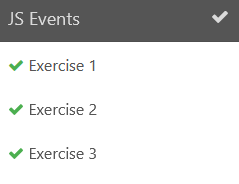 JS Events
Exercise 1
Exercise 2
Exercise 3